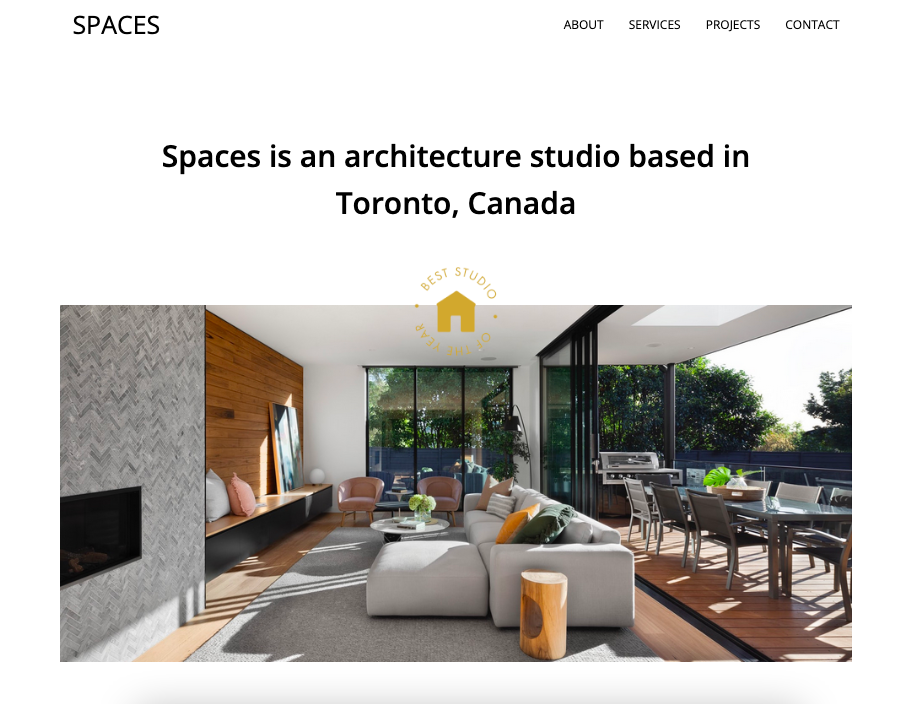 SPACES
ABOUT SERVICES PROJECTS CONTACT
Spaces is an architecture studio based in
Toronto, Canada
BEST STUDIO
OF THE YEAR